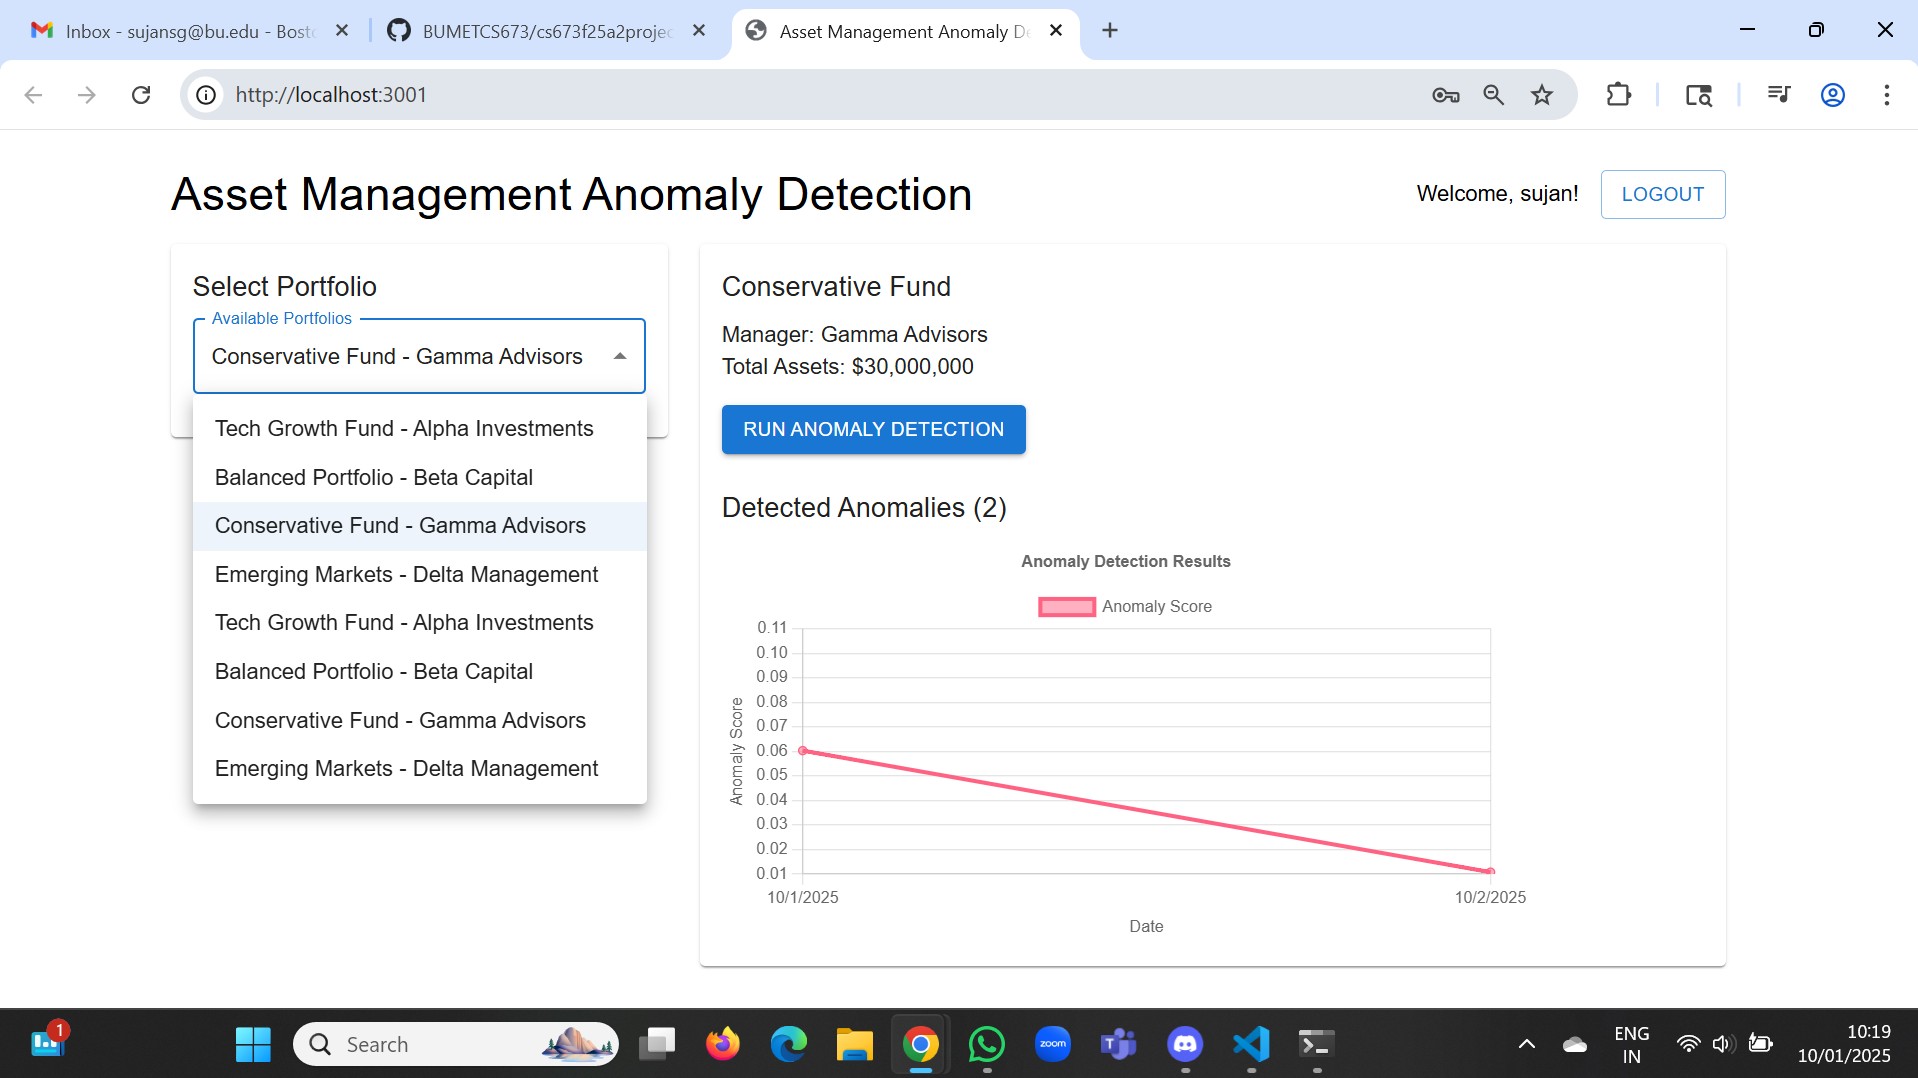 Inbox - sujansg@bu.edu - Bosto
BUMETCS673/cs673f25a2projec
Asset Management Anomaly De
http://localhost:3001
Asset Management Anomaly Detection
Welcome, sujan!
LOGOUT
Select Portfolio
Available Portfolios
Conservative Fund - Gamma Advisors
Tech Growth Fund - Alpha Investments
Balanced Portfolio - Beta Capital
Conservative Fund - Gamma Advisors
Emerging Markets - Delta Management
Tech Growth Fund - Alpha Investments
Balanced Portfolio - Beta Capital
Conservative Fund - Gamma Advisors
Emerging Markets - Delta Management
Conservative Fund
Manager: Gamma Advisors
Total Assets: $30,000,000
RUN ANOMALY DETECTION
Detected Anomalies (2)
Anomaly Detection Results
Anomaly Score
Anomaly Score
0.11
0.10
0.09
0.08
0.07
0.06
0.05
0.04
0.03
0.02
0.01
10/1/2025
10/2/2025
Date
1
Search
zoom
T
ENG
IN
10:19
10/01/2025